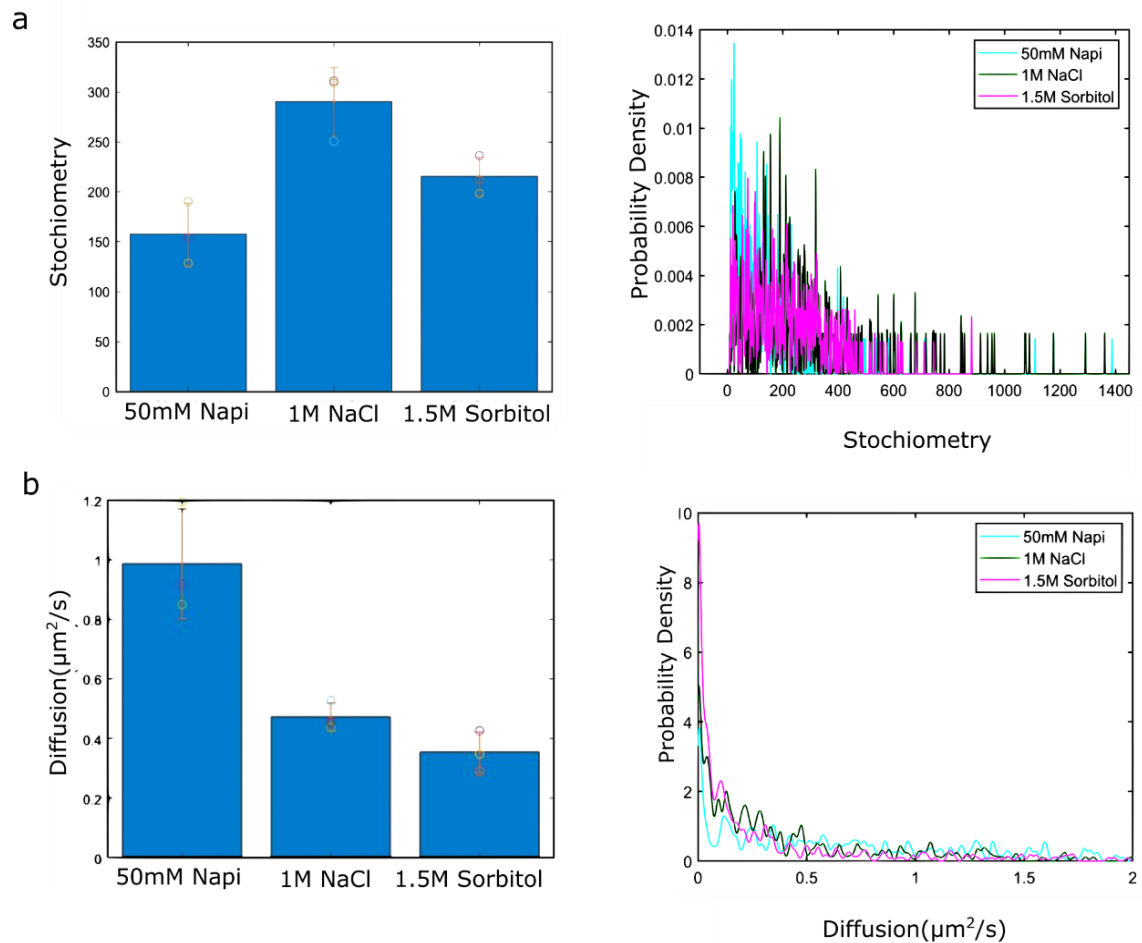 a
350
300
250
200
150
100
50
0
Stochiometry
50mM Napi
1M NaCl
1.5M Sorbitol
0.014
0.012
0.01
0.008
0.006
0.004
0.002
0
Probability Density
50mM Napi
1M NaCl
1.5M Sorbitol
0 200 400 600 800 1000 1200 1400
Stochiometry
b
1.2
1
0.8
0.6
0.4
0.2
0
Diffusion(µm²/s)
50mM Napi
1M NaCl
1.5M Sorbitol
10
8
6
4
2
0
Probability Density
50mM Napi
1M NaCl
1.5M Sorbitol
0 0.5 1 1.5 2
Diffusion(µm²/s)